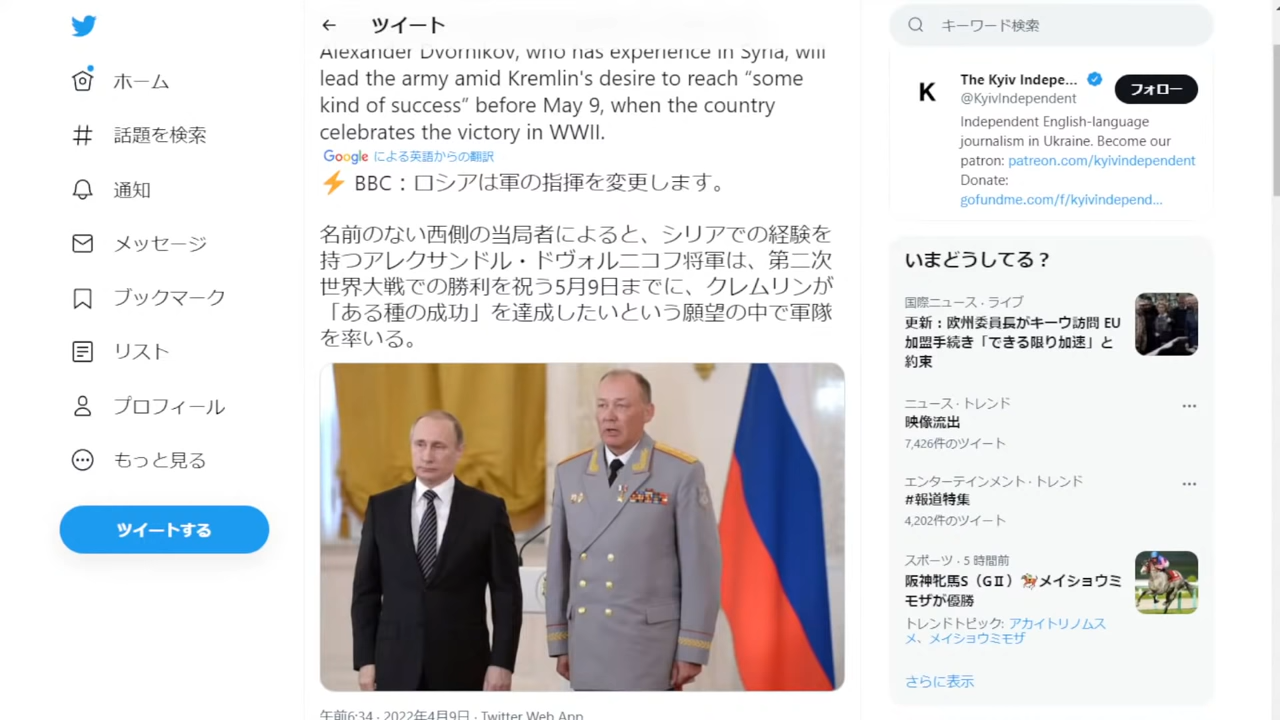 ホーム
話題を検索
通知
メッセージ
ブックマーク
リスト
プロフィール
もっと見る
ツイートする
← ツイート
Alexander Dvornikov, who has experience in Syria, will
lead the army amid Kremlin's desire to reach “some
kind of success” before May 9, when the country
celebrates the victory in WWII.
Google による英語からの翻訳
⚡ BBC：ロシアは軍の指揮を変更します。
名前のない西側の当局者によると、シリアでの経験を
持つアレクサンドル・ドヴォルニコフ将軍は、第二次
世界大戦での勝利を祝う5月9日までに、クレムリンが
「ある種の成功」を達成したいという願望の中で軍隊
を率いる。
午前6:34 · 2022年4月9日 · Twitter Web App
キーワード検索
K
The Kyiv Indepe...
@KyivIndependent
フォロー
Independent English-language
journalism in Ukraine. Become our
patron: patreon.com/kyivindependent
Donate:
gofundme.com/f/kyivindepend...
いまどうしてる？
国際ニュース · ライブ
更新：欧州委員長がキーウ訪問 EU
加盟手続き「できる限り加速」と
約束
ニュース · トレンド
映像流出
7,426件のツイート
エンターテインメント · トレンド
#報道特集
4,202件のツイート
スポーツ · 5 時間前
阪神牝馬S（GⅡ）🏇メイショウミ
モザが優勝
トレンドトピック: アカイトリノムス
メ、メイショウミモザ
さらに表示